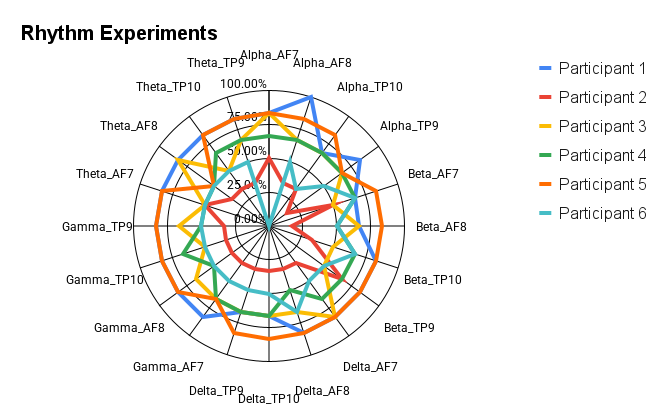 Rhythm Experiments
Alpha_AF7
Alpha_AF8
Alpha_TP10
Alpha_TP9
Beta_AF7
Beta_AF8
Beta_TP10
Beta_TP9
Delta_AF7
Delta_AF8
Delta_TP10
Delta_TP9
Gamma_AF7
Gamma_AF8
Gamma_TP10
Gamma_TP9
Theta_AF7
Theta_AF8
Theta_TP10
Theta_TP9
100.00%
75.00%
50.00%
25.00%
0.00%
Participant 1
Participant 2
Participant 3
Participant 4
Participant 5
Participant 6